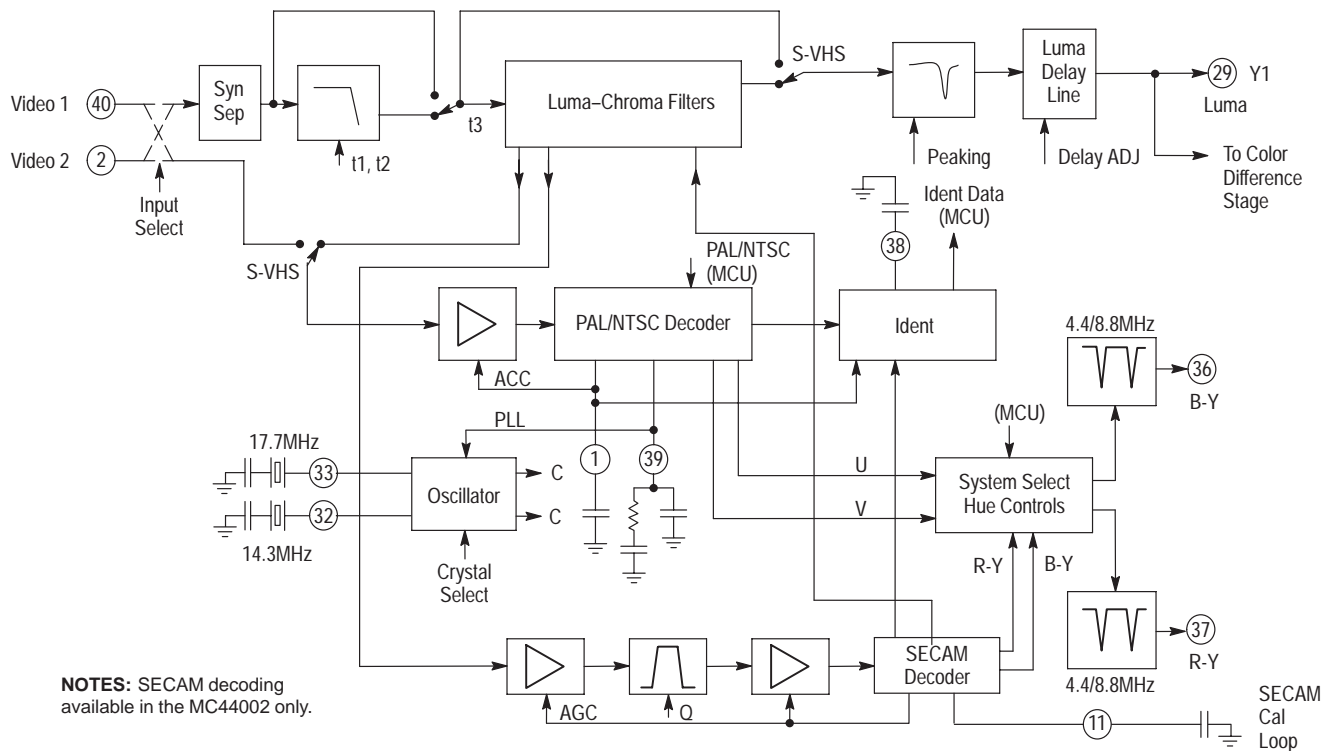 S-VHS
Video 1
40
Syn
Sep
t1, t2
t3
Luma–Chroma Filters
Peaking
Luma
Delay
Line
Delay ADJ
29
Y1
Luma
Video 2
2
Input
Select
To Color
Difference
Stage
Ident Data
(MCU)
38
S-VHS
PAL/NTSC
(MCU)
PAL/NTSC Decoder
Ident
4.4/8.8MHz
36
B-Y
ACC
PLL
(MCU)
17.7MHz
33
Oscillator
C
C
1
39
U
V
System Select
Hue Controls
32
14.3MHz
Crystal
Select
R-Y
B-Y
37
R-Y
4.4/8.8MHz
SECAM
Decoder
AGC
Q
11
SECAM
Cal
Loop
NOTES: SECAM decoding
available in the MC44002 only.